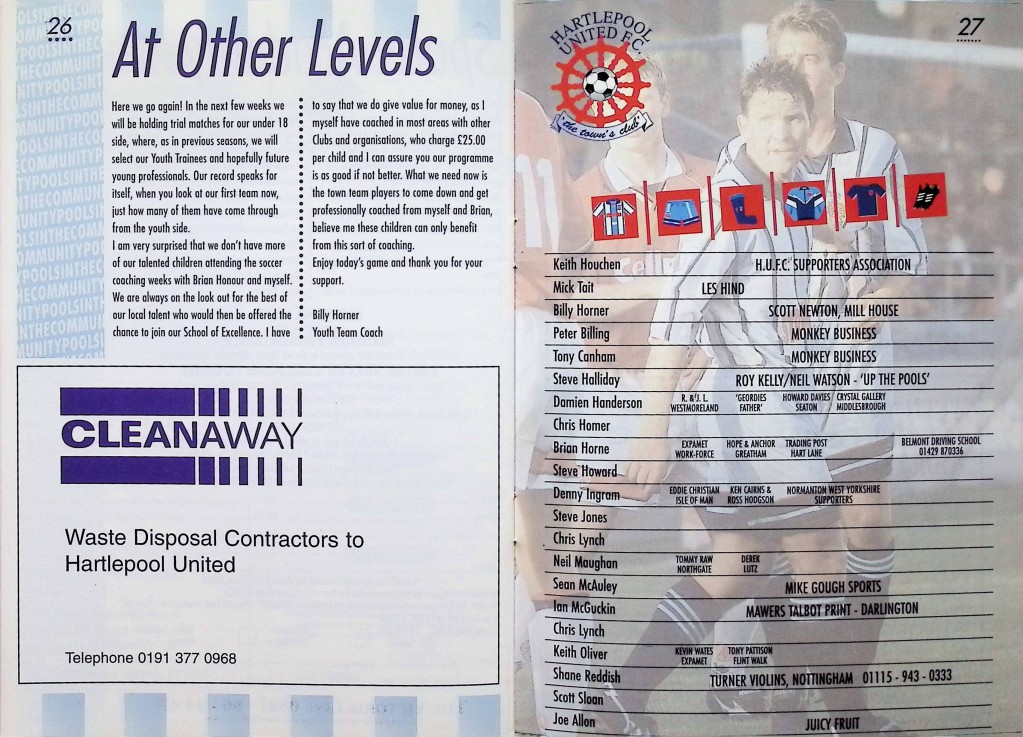 26
At Other Levels
Here we go again! In the next few weeks we
will be holding trial matches for our under 18
side, where, as in previous seasons, we will
select our Youth Trainees and hopefully future
young professionals. Our record speaks for
itself, when you look at our first team now,
just how many of them have come through
from the youth side.
I am very surprised that we don't have more
of our talented children attending the soccer
coaching weeks with Brian Honour and myself.
We are always on the look out for the best of
our local talent who would then be offered the
chance to join our School of Excellence. I have
to say that we do give value for money, as I
myself have coached in most areas with other
Clubs and organisations, who charge £25.00
per child and I can assure you our programme
is as good if not better. What we need now is
the town team players to come down and get
professionally coached from myself and Brian,
believe me these children can only benefit
from this sort of coaching.
Enjoy today's game and thank you for your
support.
Billy Horner
Youth Team Coach
CLEANAWAY
Waste Disposal Contractors to
Hartlepool United
Telephone 0191 377 0968
27
HARTLEPOOL
UNITED F.C.
'the town's club'
Keith Houchen H.U.F.C. SUPPORTERS ASSOCIATION
Mick Tait LES HIND
Billy Horner SCOTT NEWTON, MILL HOUSE
Peter Billing MONKEY BUSINESS
Tony Canham MONKEY BUSINESS
Steve Halliday ROY KELLY/NEIL WATSON - 'UP THE POOLS'
Damien Handerson R. & J. L. WESTMORELAND 'GEORDIES FATHER' HOWARD DAVIES SEATON CRYSTAL GALLERY MIDDLESBROUGH
Chris Homer
Brian Horne EXPAMET WORK-FORCE HOPE & ANCHOR GREATHAM TRADING POST HART LANE BELMONT DRIVING SCHOOL 01429 870336
Steve Howard
Denny Ingram EDDIE CHRISTIAN ISLE OF MAN KEN CAIRNS & ROSS HODGSON NORMANTON WEST YORKSHIRE SUPPORTERS
Steve Jones
Chris Lynch
Neil Maughan TOMMY RAW NORTHGATE DEREK LUTZ
Sean McAuley MIKE GOUGH SPORTS
Ian McGuckin MAWERS TALBOT PRINT - DARLINGTON
Chris Lynch
Keith Oliver KEVIN WATES EXPAMET TONY PATTISON FLINT WALK
Shane Reddish TURNER VIOLINS, NOTTINGHAM 01115 - 943 - 0333
Scott Sloan
Joe Allon JUICY FRUIT